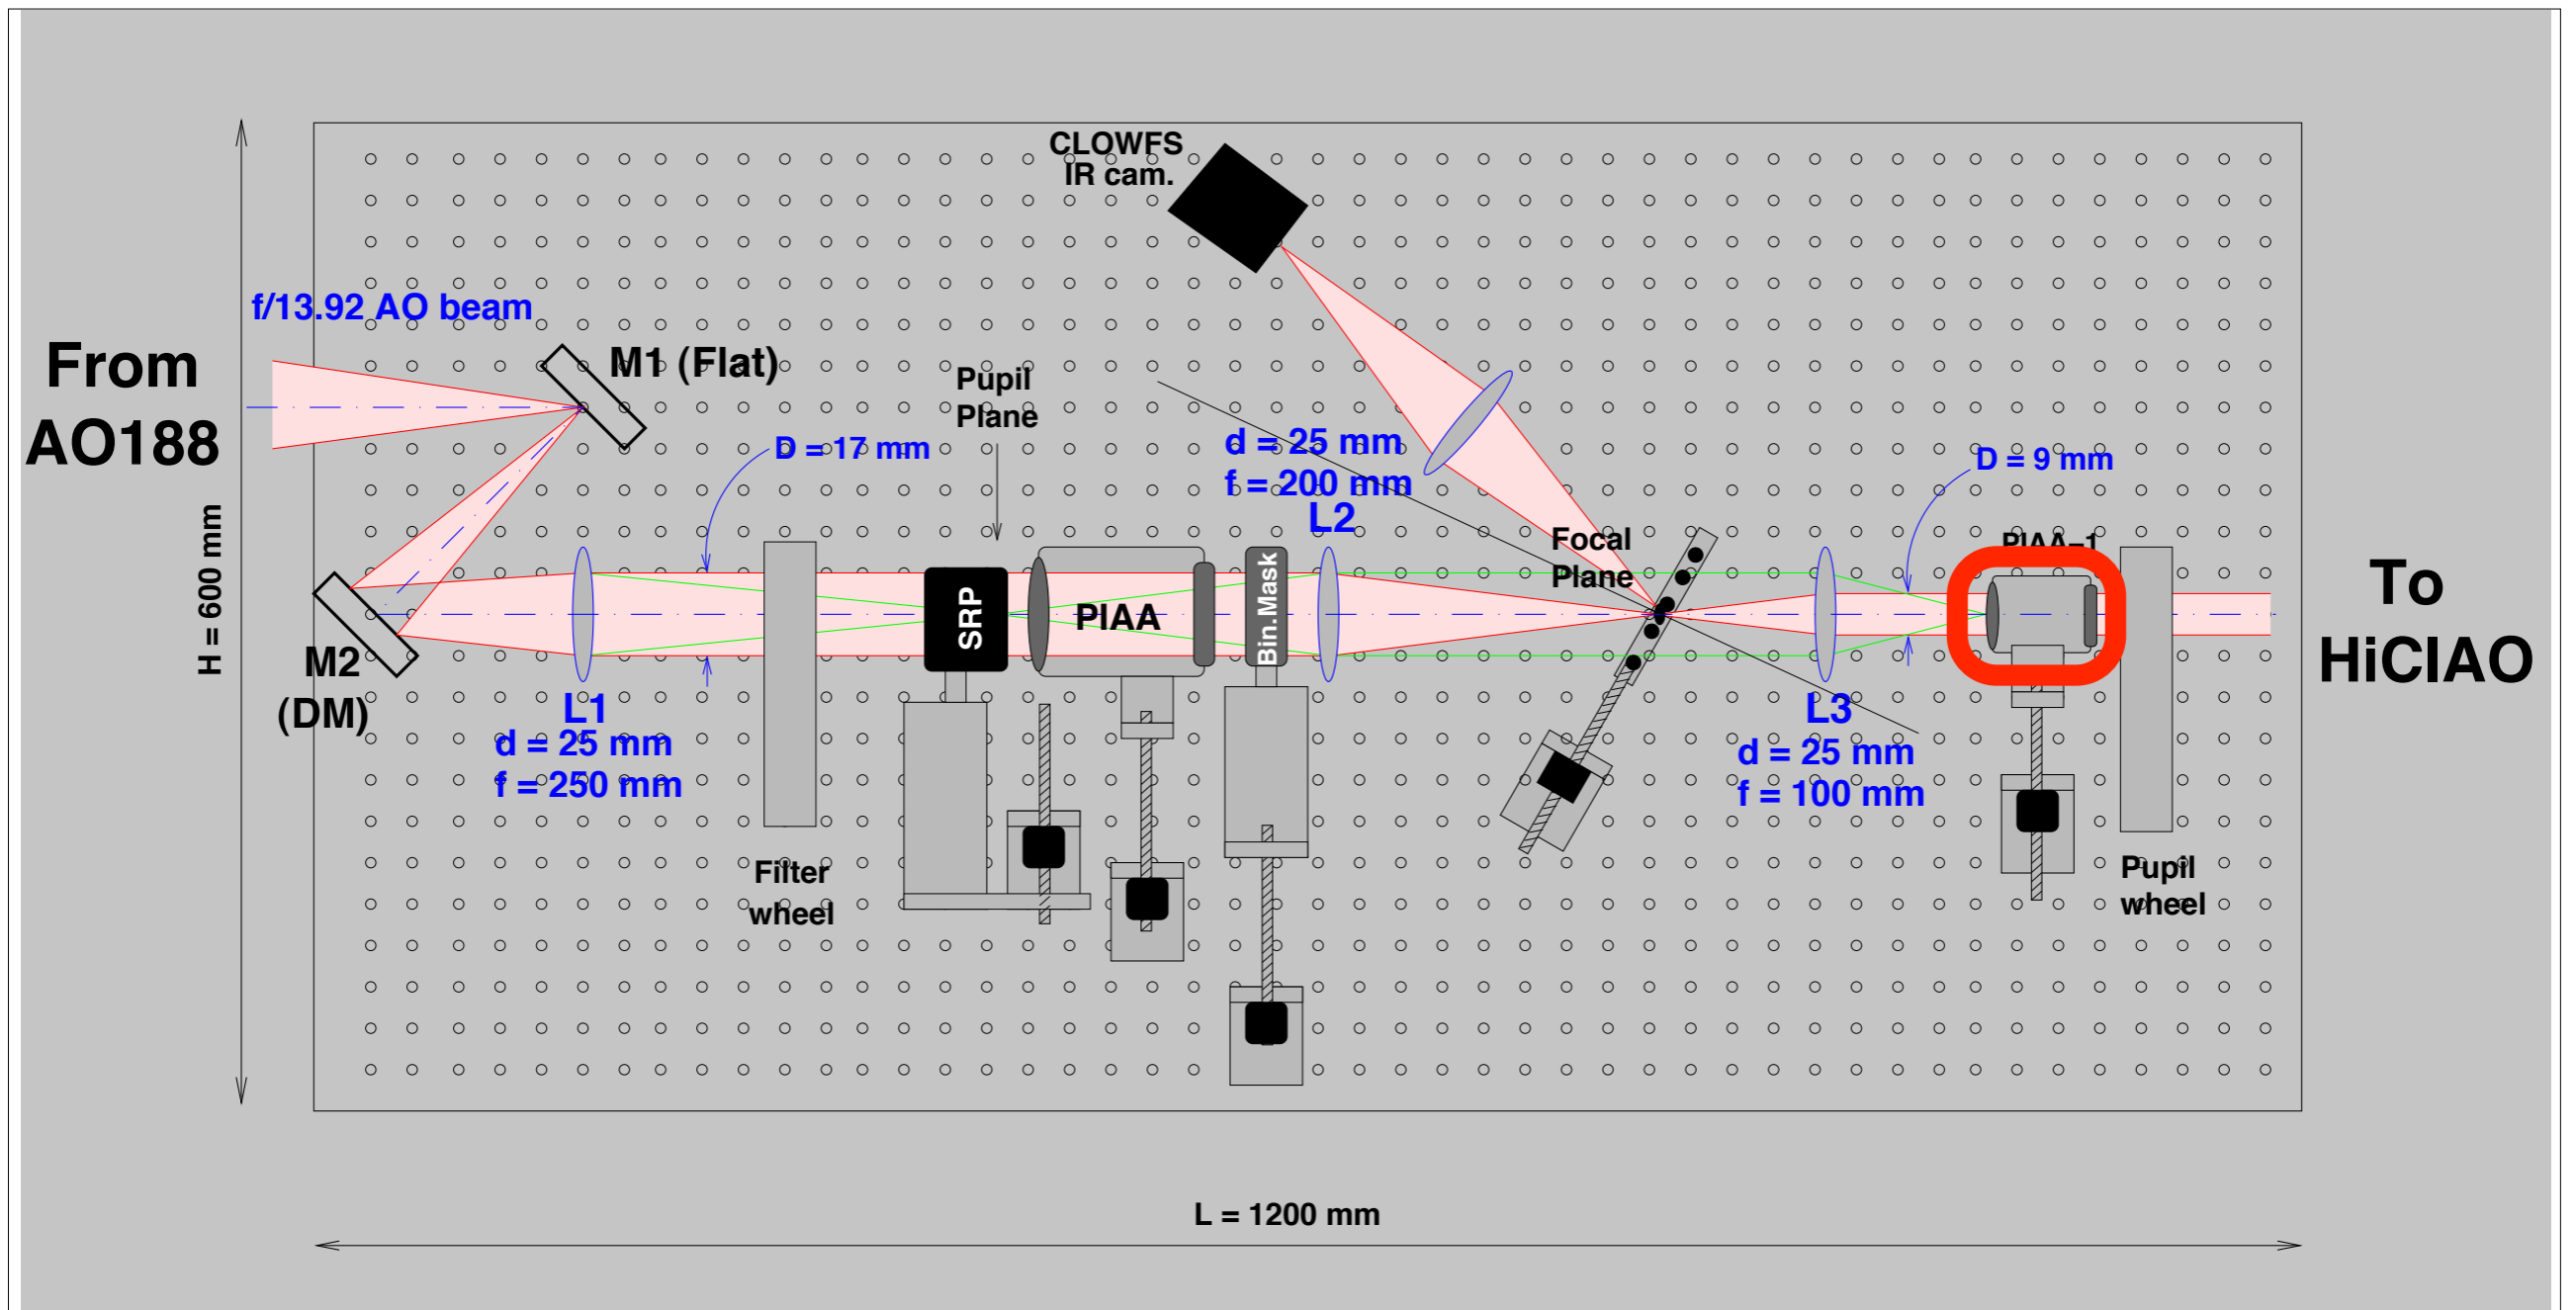 CLOWFS
IR cam.
f/13.92 AO beam
From
AO188
M1 (Flat)
Pupil
Plane
D = 17 mm
d = 25 mm
f = 200 mm
L2
D = 9 mm
H = 600 mm
Focal
Plane
PIAA−1
SRP
PIAA
Bin.Mask
To
HiCIAO
M2
(DM)
L1
d = 25 mm
f = 250 mm
L3
d = 25 mm
f = 100 mm
Filter
wheel
Pupil
wheel
L = 1200 mm